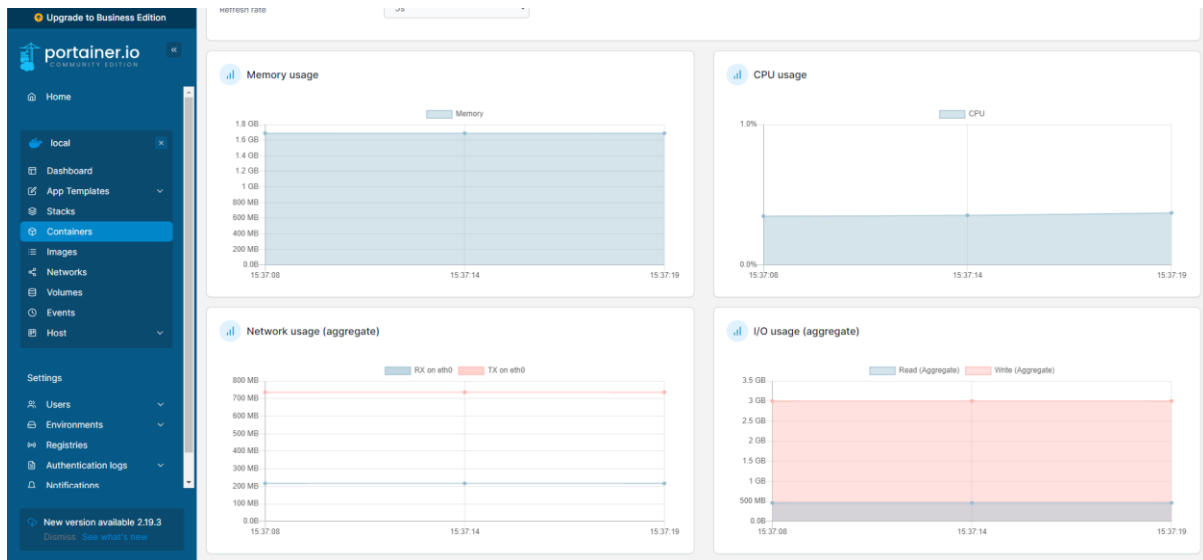 Upgrade to Business Edition
portainer.io
COMMUNITY EDITION
Home
local
Dashboard
App Templates
Stacks
Containers
Images
Networks
Volumes
Events
Host
Settings
Users
Environments
Registries
Authentication logs
Notifications
New version available 2.19.3
Dismiss See what's new
Refresh rate
5s
Memory usage
Memory
1.8 GB
1.6 GB
1.4 GB
1.2 GB
1 GB
800 MB
600 MB
400 MB
200 MB
0.0B
15:37:08 15:37:14 15:37:19
CPU usage
CPU
1.0%
0.0%
15:37:08 15:37:14 15:37:19
Network usage (aggregate)
RX on eth0 TX on eth0
800 MB
700 MB
600 MB
500 MB
400 MB
300 MB
200 MB
100 MB
0.0B
15:37:08 15:37:14 15:37:19
I/O usage (aggregate)
Read (Aggregate) Write (Aggregate)
3.5 GB
3 GB
2.5 GB
2 GB
1.5 GB
1 GB
500 MB
0.0B
15:37:08 15:37:14 15:37:19